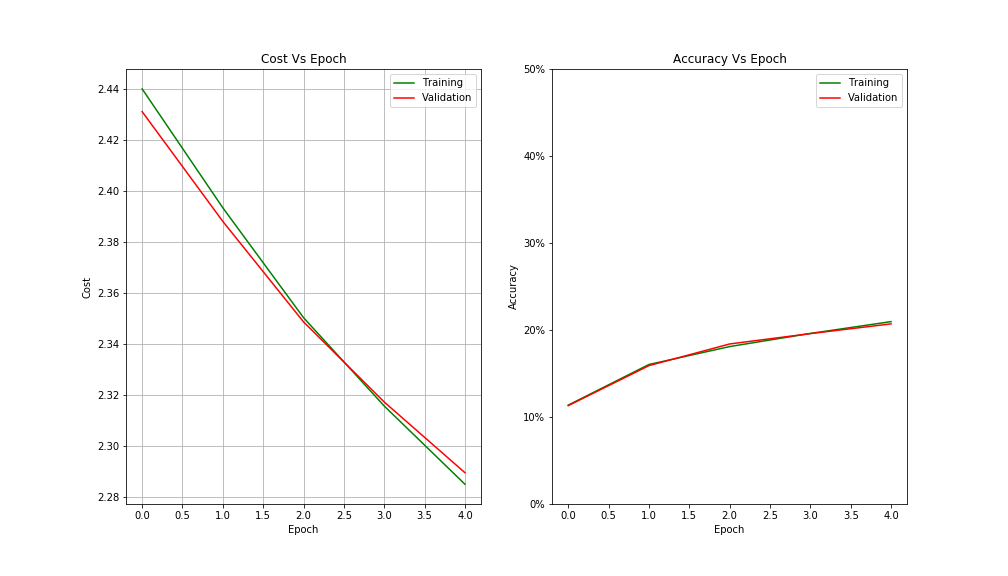 Cost Vs Epoch
Training
Validation
2.44
2.42
2.40
2.38
2.36
2.34
2.32
2.30
2.28
Cost
0.0 0.5 1.0 1.5 2.0 2.5 3.0 3.5 4.0
Epoch
Accuracy Vs Epoch
Training
Validation
50%
40%
30%
20%
10%
0%
Accuracy
0.0 0.5 1.0 1.5 2.0 2.5 3.0 3.5 4.0
Epoch